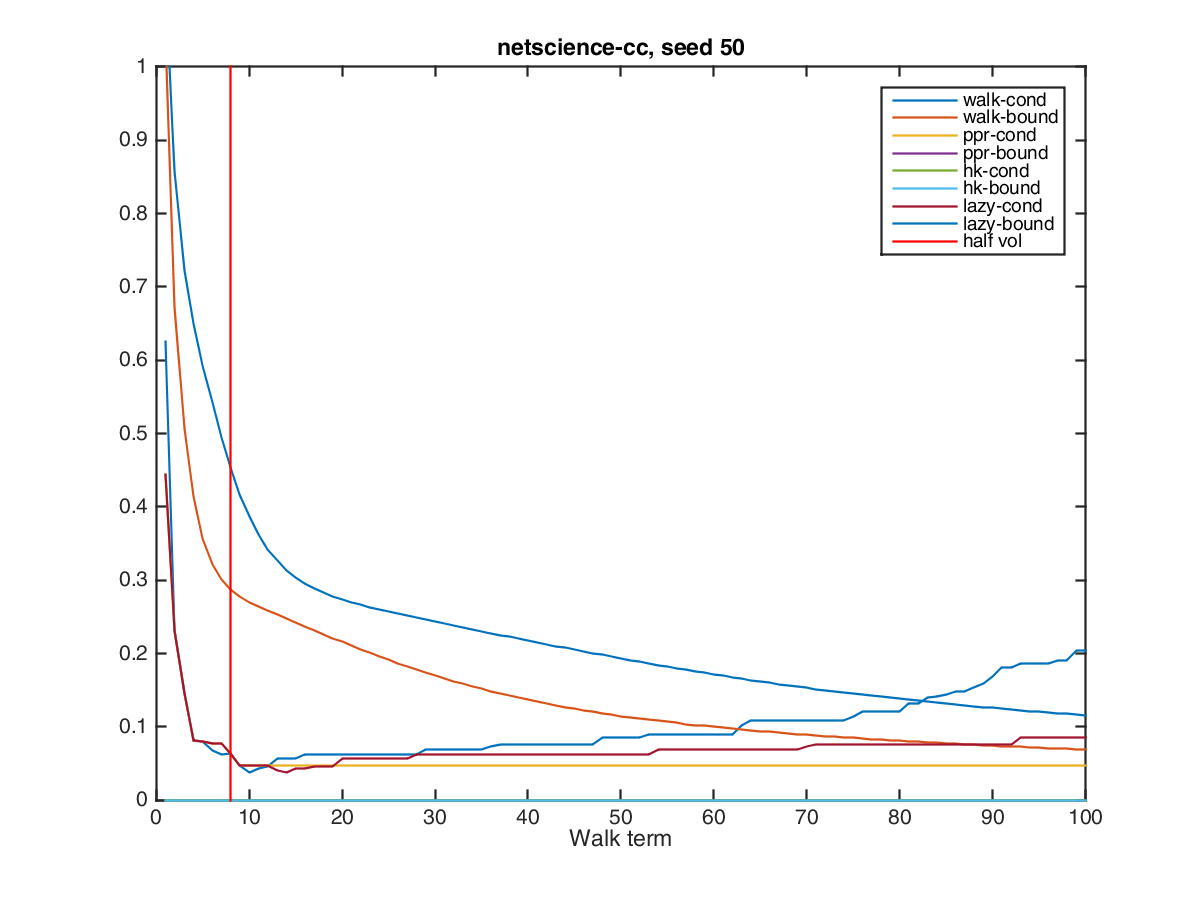 netscience-cc, seed 50
1
0.9
0.8
0.7
0.6
0.5
0.4
0.3
0.2
0.1
0
walk-cond
walk-bound
ppr-cond
ppr-bound
hk-cond
hk-bound
lazy-cond
lazy-bound
half vol
0 10 20 30 40 50 60 70 80 90 100
Walk term